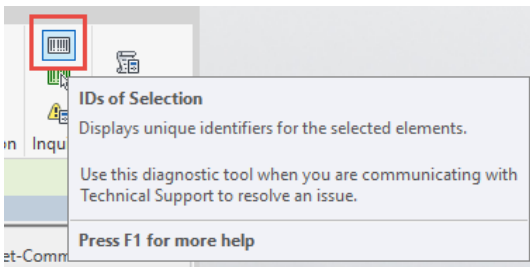 IDs of Selection
Displays unique identifiers for the selected elements.
on Inqu
Use this diagnostic tool when you are communicating with
Technical Support to resolve an issue.
Press F1 for more help
et-Comm